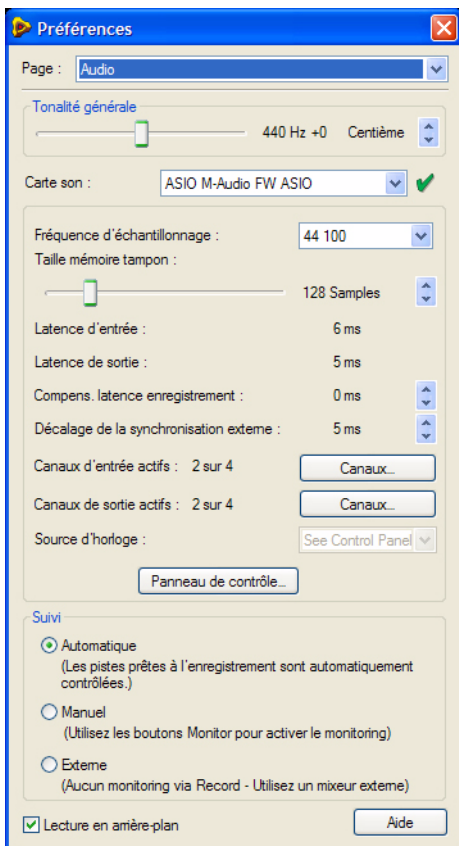 Préférences
Page : Audio
Tonalité générale
440 Hz +0 Centième
Carte son : ASIO M-Audio FW ASIO
Fréquence d'échantillonnage : 44 100
Taille mémoire tampon :
128 Samples
Latence d'entrée : 6 ms
Latence de sortie : 5 ms
Compens. latence enregistrement : 0 ms
Décalage de la synchronisation externe : 5 ms
Canaux d'entrée actifs : 2 sur 4 Canaux...
Canaux de sortie actifs : 2 sur 4 Canaux...
Source d'horloge : See Control Panel
Panneau de contrôle...
Suivi
Automatique
(Les pistes prêtes à l'enregistrement sont automatiquement
contrôlées.)
Manuel
(Utilisez les boutons Monitor pour activer le monitoring)
Externe
(Aucun monitoring via Record - Utilisez un mixeur externe)
Lecture en arrière-plan Aide